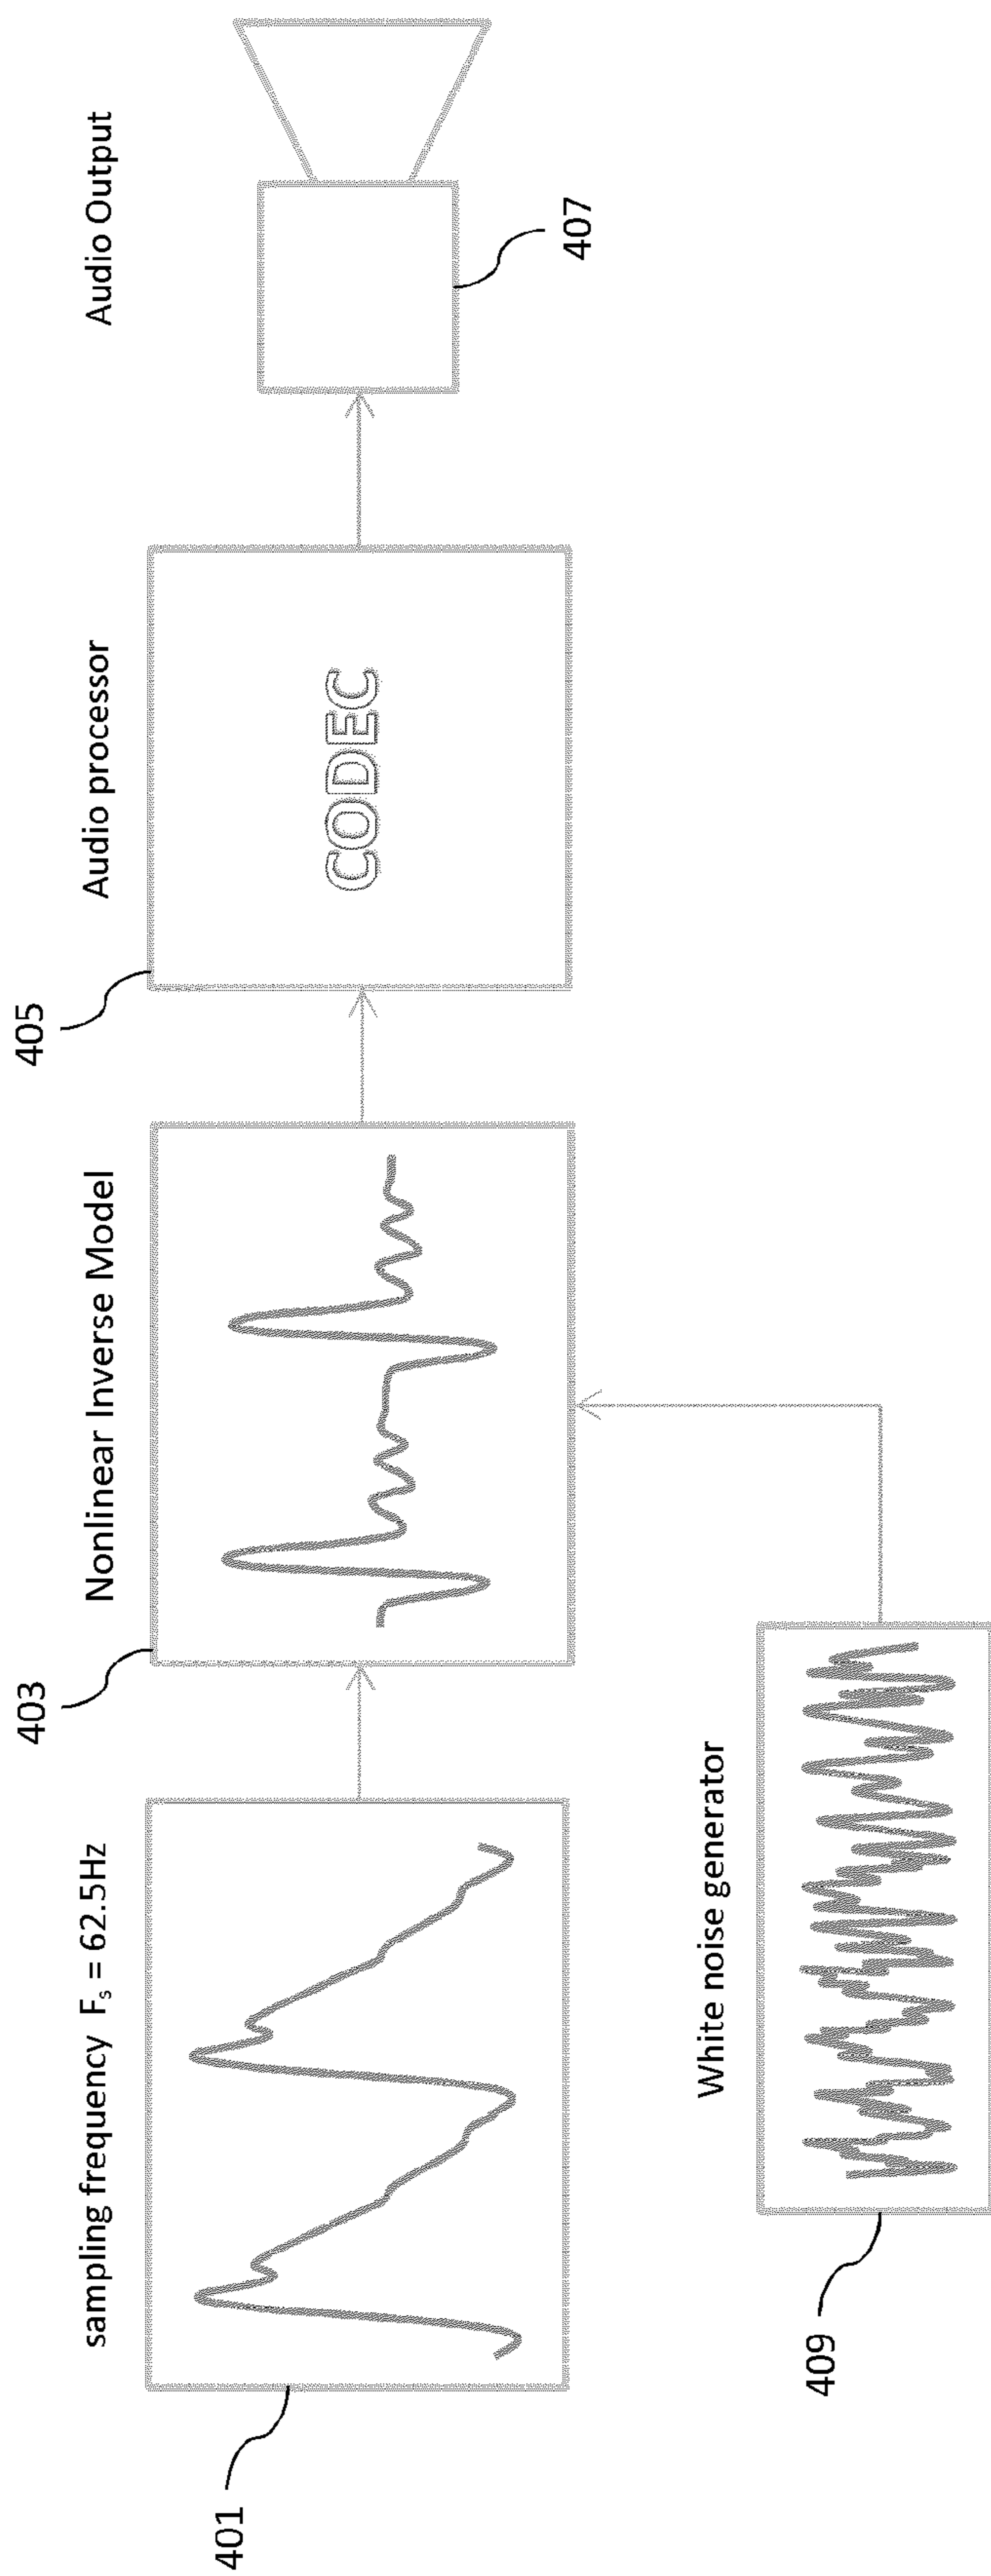 sampling frequency Fs = 62.5Hz
401
Nonlinear Inverse Model
403
Audio processor
405
CODEC
Audio Output
407
White noise generator
409